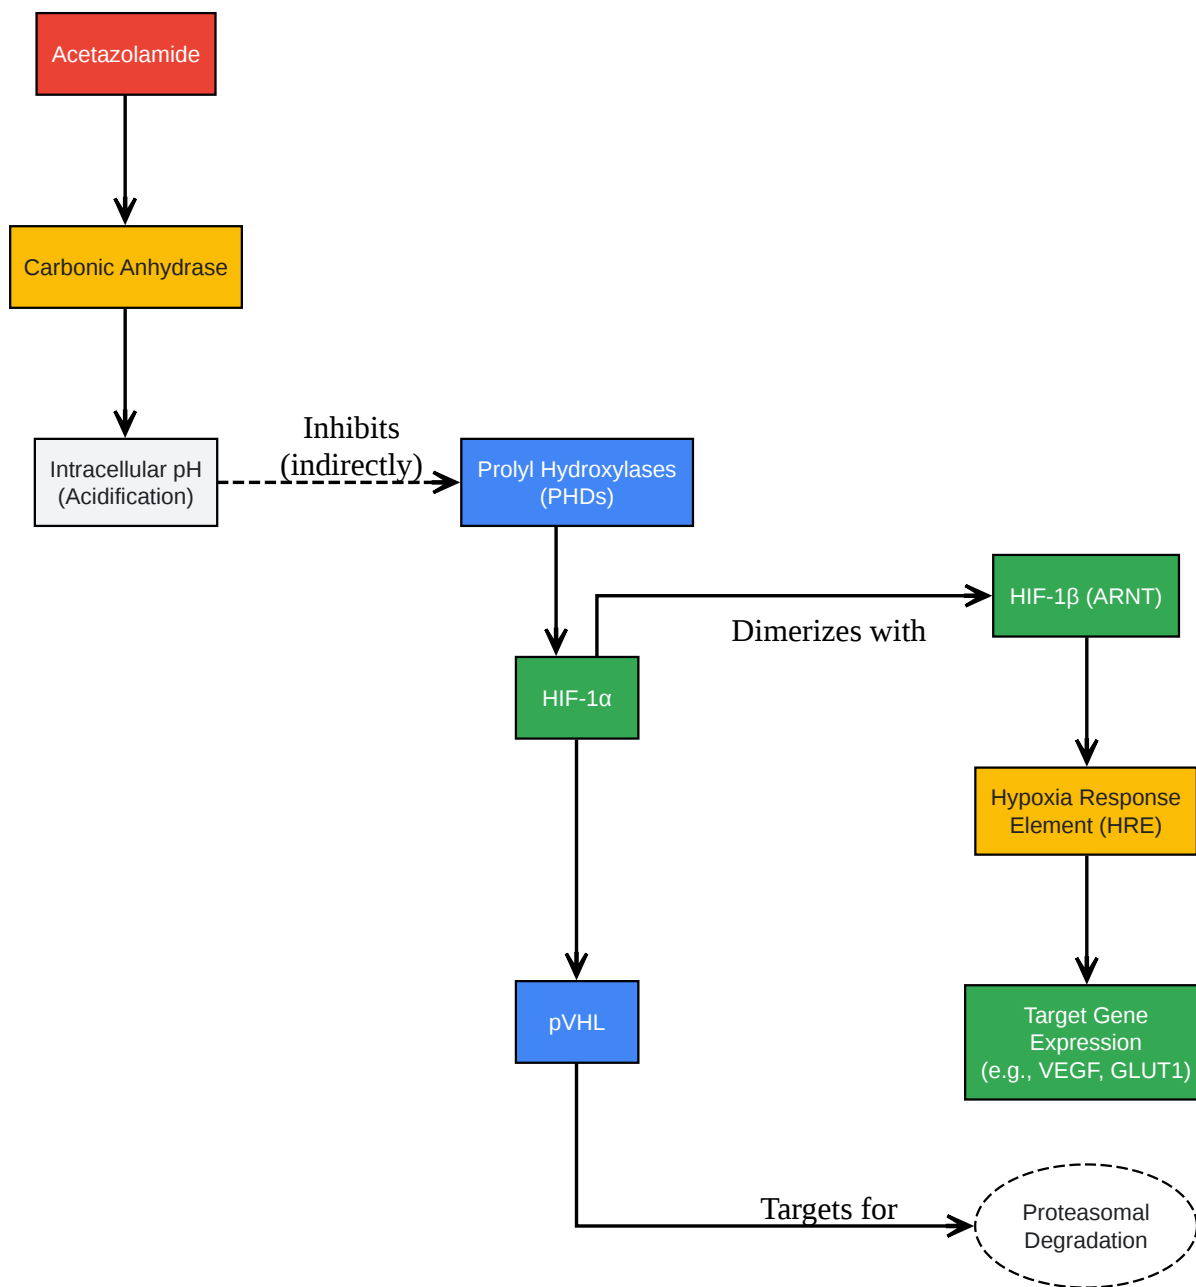 Acetazolamide
Carbonic Anhydrase
Inhibits
(indirectly)
Intracellular pH
(Acidification)
Prolyl Hydroxylases
(PHDs)
HIF-1β (ARNT)
Dimerizes with
HIF-1α
Hypoxia Response
Element (HRE)
pVHL
Target Gene
Expression
(e.g., VEGF, GLUT1)
Targets for
Proteasomal
Degradation